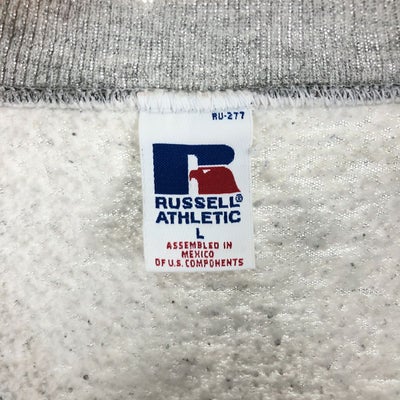 RU-277
R
RUSSELL
ATHLETIC
L
ASSEMBLED IN
MEXICO
OF U.S. COMPONENTS